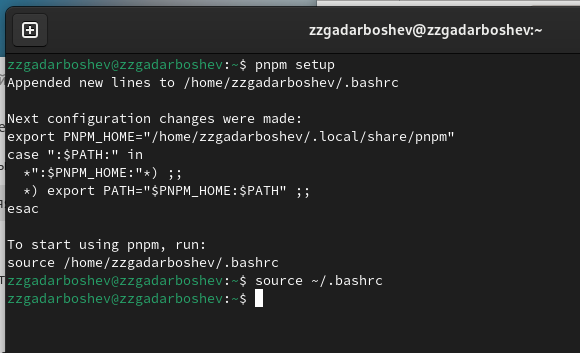 zzgadarboshev@zzgadarboshev:~
zzgadarboshev@zzgadarboshev:~$ pnpm setup
Appended new lines to /home/zzgadarboshev/.bashrc

Next configuration changes were made:
export PNPM_HOME="/home/zzgadarboshev/.local/share/pnpm"
case ":$PATH:" in
  *":$PNPM_HOME:"*) ;;
  *) export PATH="$PNPM_HOME:$PATH" ;;
esac

To start using pnpm, run:
source /home/zzgadarboshev/.bashrc
zzgadarboshev@zzgadarboshev:~$ source ~/.bashrc
zzgadarboshev@zzgadarboshev:~$